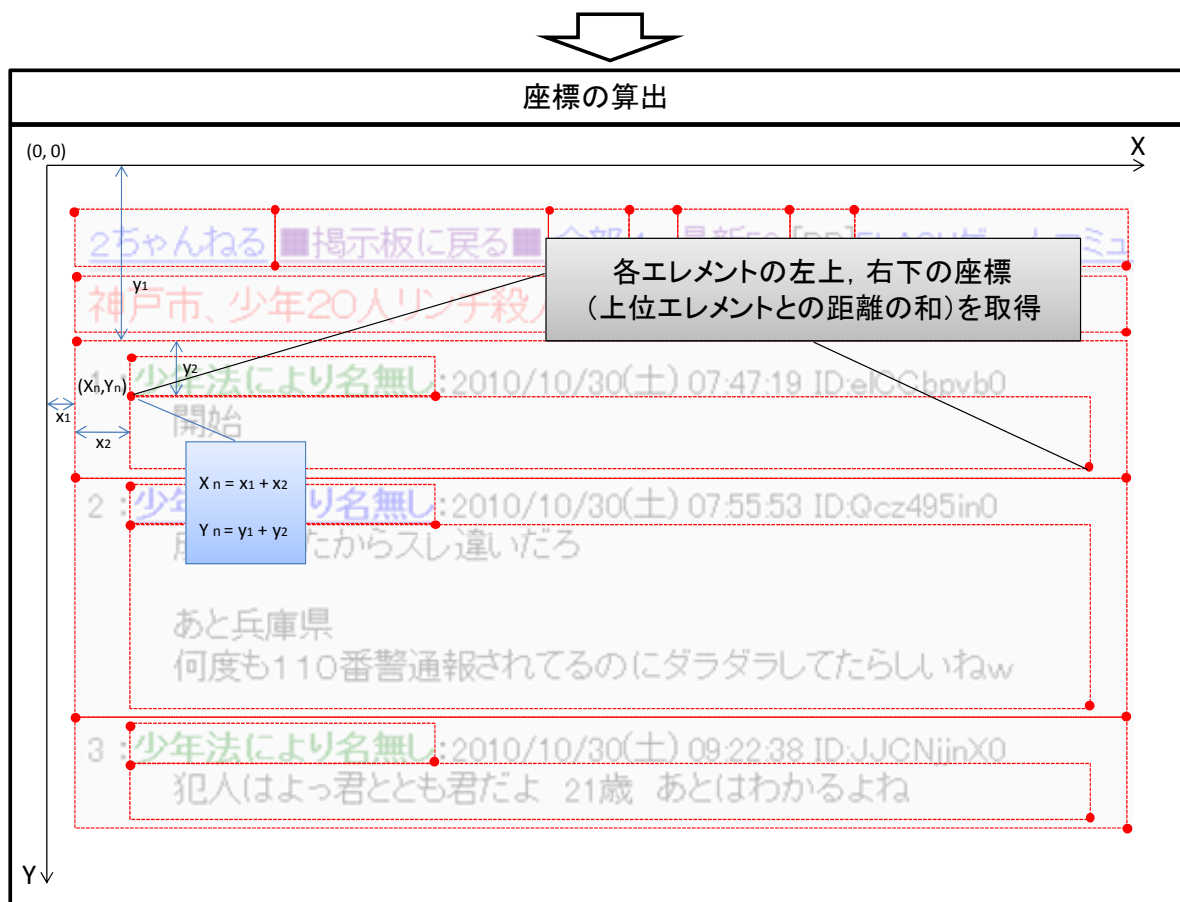 座標の算出
(0, 0)
X
2ちゃんねる ■掲示板に戻る■
y1
神戸市、少年20人リンチ殺
各エレメントの左上，右下の座標
（上位エレメントとの距離の和）を取得
y2
(Xn,Yn)
少年法により名無し:2010/10/30(土) 07:47:19 ID:elCCbpvb0
x1
開始
x2
X n = x1 + x2
Y n = y1 + y2
2 :少年 り名無し:2010/10/30(土) 07:55:53 ID:Qcz495in0
たからスレ違いだろ
あと兵庫県
何度も110番警通報されてるのにダラダラしてたらしいねw
3 :少年法により名無し:2010/10/30(土) 09:22:38 ID:JJCNjjnX0
犯人はよっ君ととも君だよ 21歳 あとはわかるよね
Y